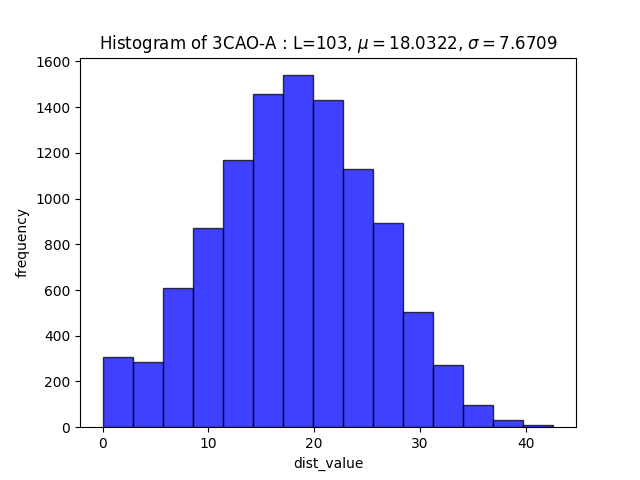 Histogram of 3CAO-A : L=103, μ = 18.0322, σ = 7.6709
1600
1400
1200
1000
800
600
400
200
0
frequency
0 10 20 30 40
dist_value